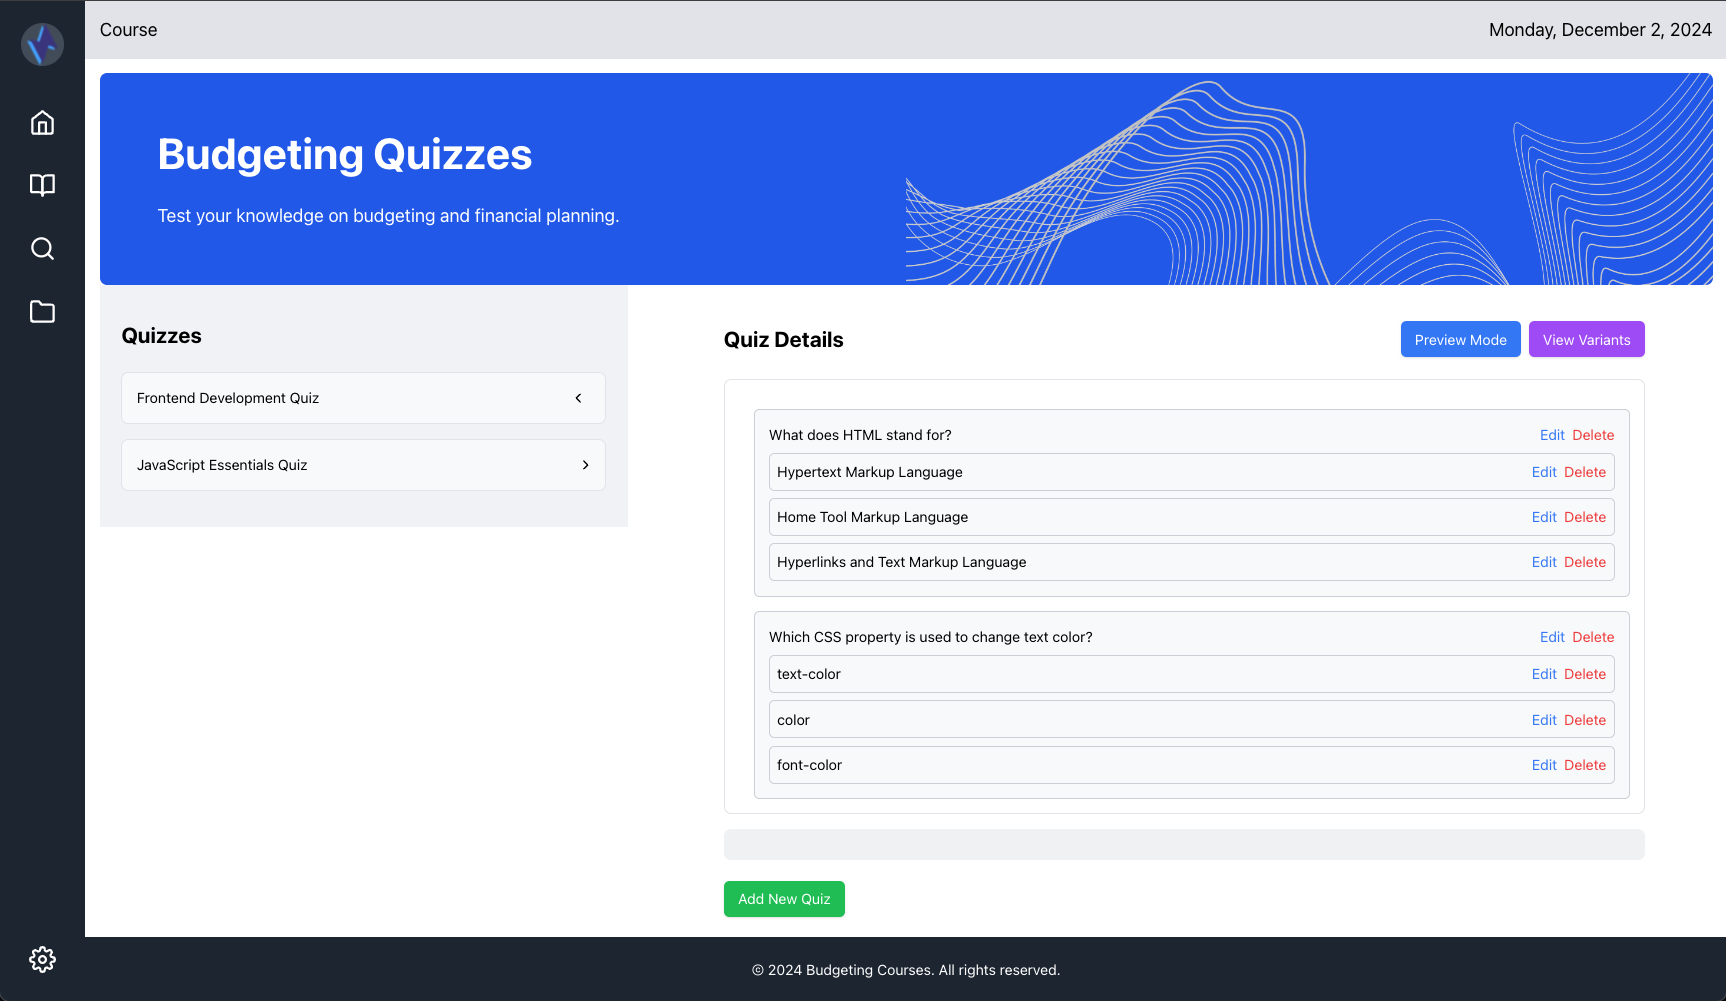 Course
Monday, December 2, 2024
Budgeting Quizzes
Test your knowledge on budgeting and financial planning.
Quizzes
Frontend Development Quiz
JavaScript Essentials Quiz
Quiz Details
Preview Mode
View Variants
What does HTML stand for? Edit Delete
Hypertext Markup Language Edit Delete
Home Tool Markup Language Edit Delete
Hyperlinks and Text Markup Language Edit Delete
Which CSS property is used to change text color? Edit Delete
text-color Edit Delete
color Edit Delete
font-color Edit Delete
Add New Quiz
© 2024 Budgeting Courses. All rights reserved.